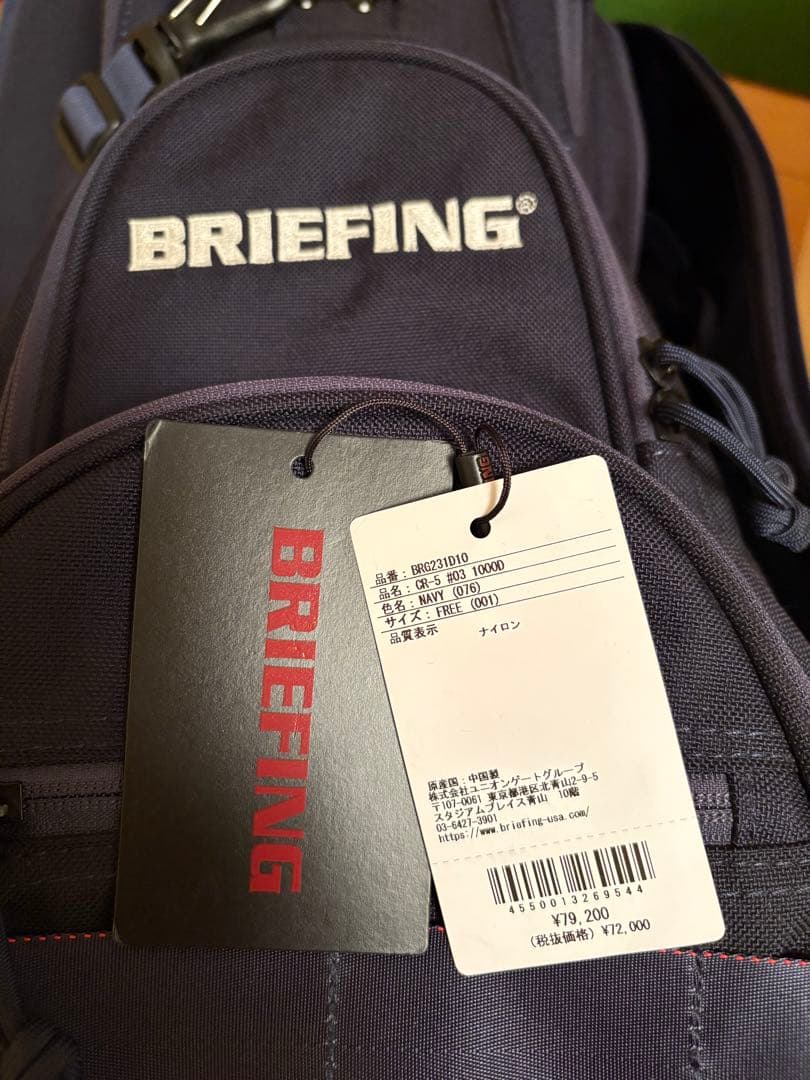 BRIEFING®
BRIEFING
品番：BRG231D10
品名：CR-5 #03 1000D
色名：NAVY (076)
サイズ：FREE (001)
品質表示 ナイロン
原産国：中国製
株式会社ユニオンゲートグループ
〒107-0061 東京都港区北青山2-9-5
スタジアムプレイス青山 10階
03-6427-3901
https://www.briefing-usa.com/
4550013269544
¥79,200
(税抜価格) ¥72,000